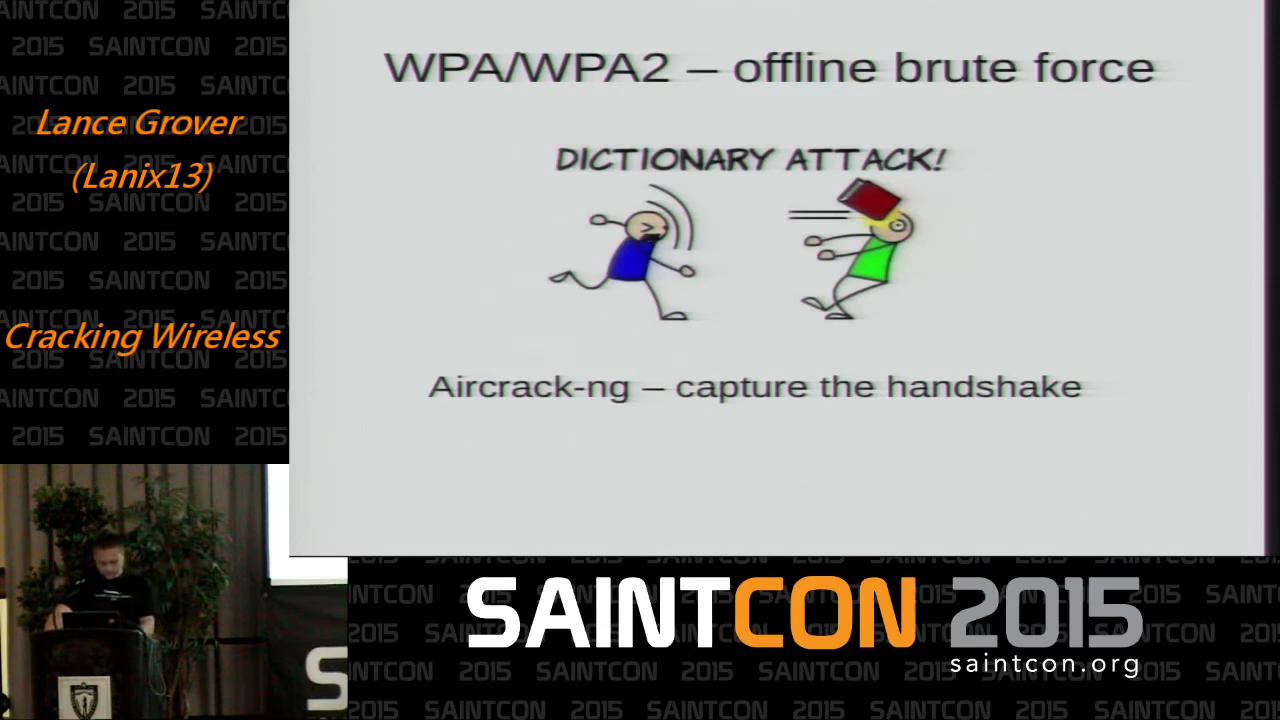 Lance Grover
(Lanix13)
Cracking Wireless
WPA/WPA2 – offline brute force
DICTIONARY ATTACK!
Aircrack-ng – capture the handshake
SAINTCON 2015
saintcon.org